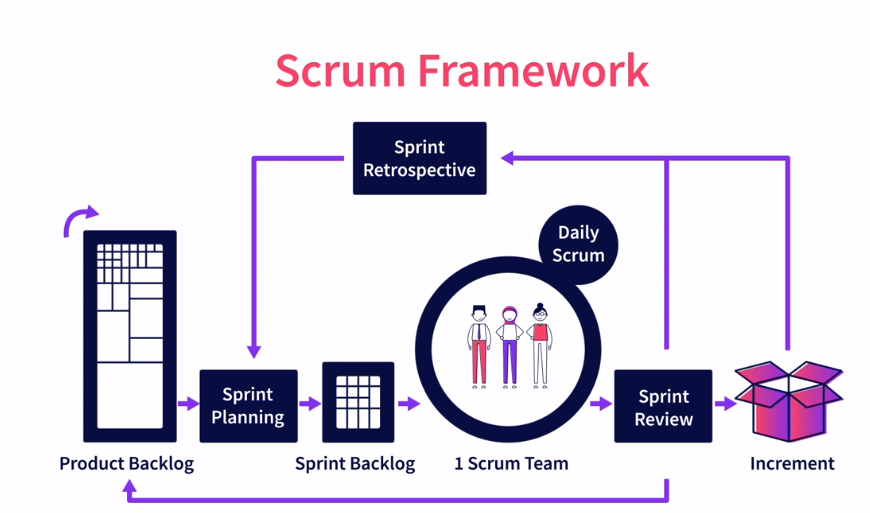 Scrum Framework
Sprint
Retrospective
Daily
Scrum
Sprint
Planning
Sprint
Review
Product Backlog
Sprint Backlog
1 Scrum Team
Increment